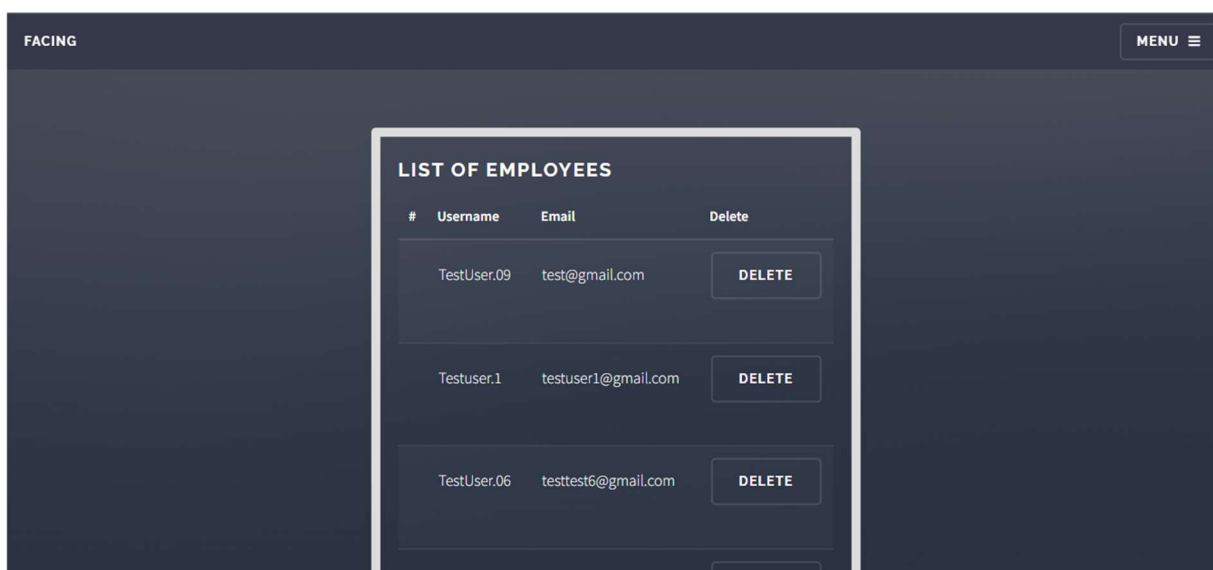 FACING
MENU
LIST OF EMPLOYEES
# Username Email Delete
TestUser.09 test@gmail.com DELETE
Testuser.1 testuser1@gmail.com DELETE
TestUser.06 testtest6@gmail.com DELETE